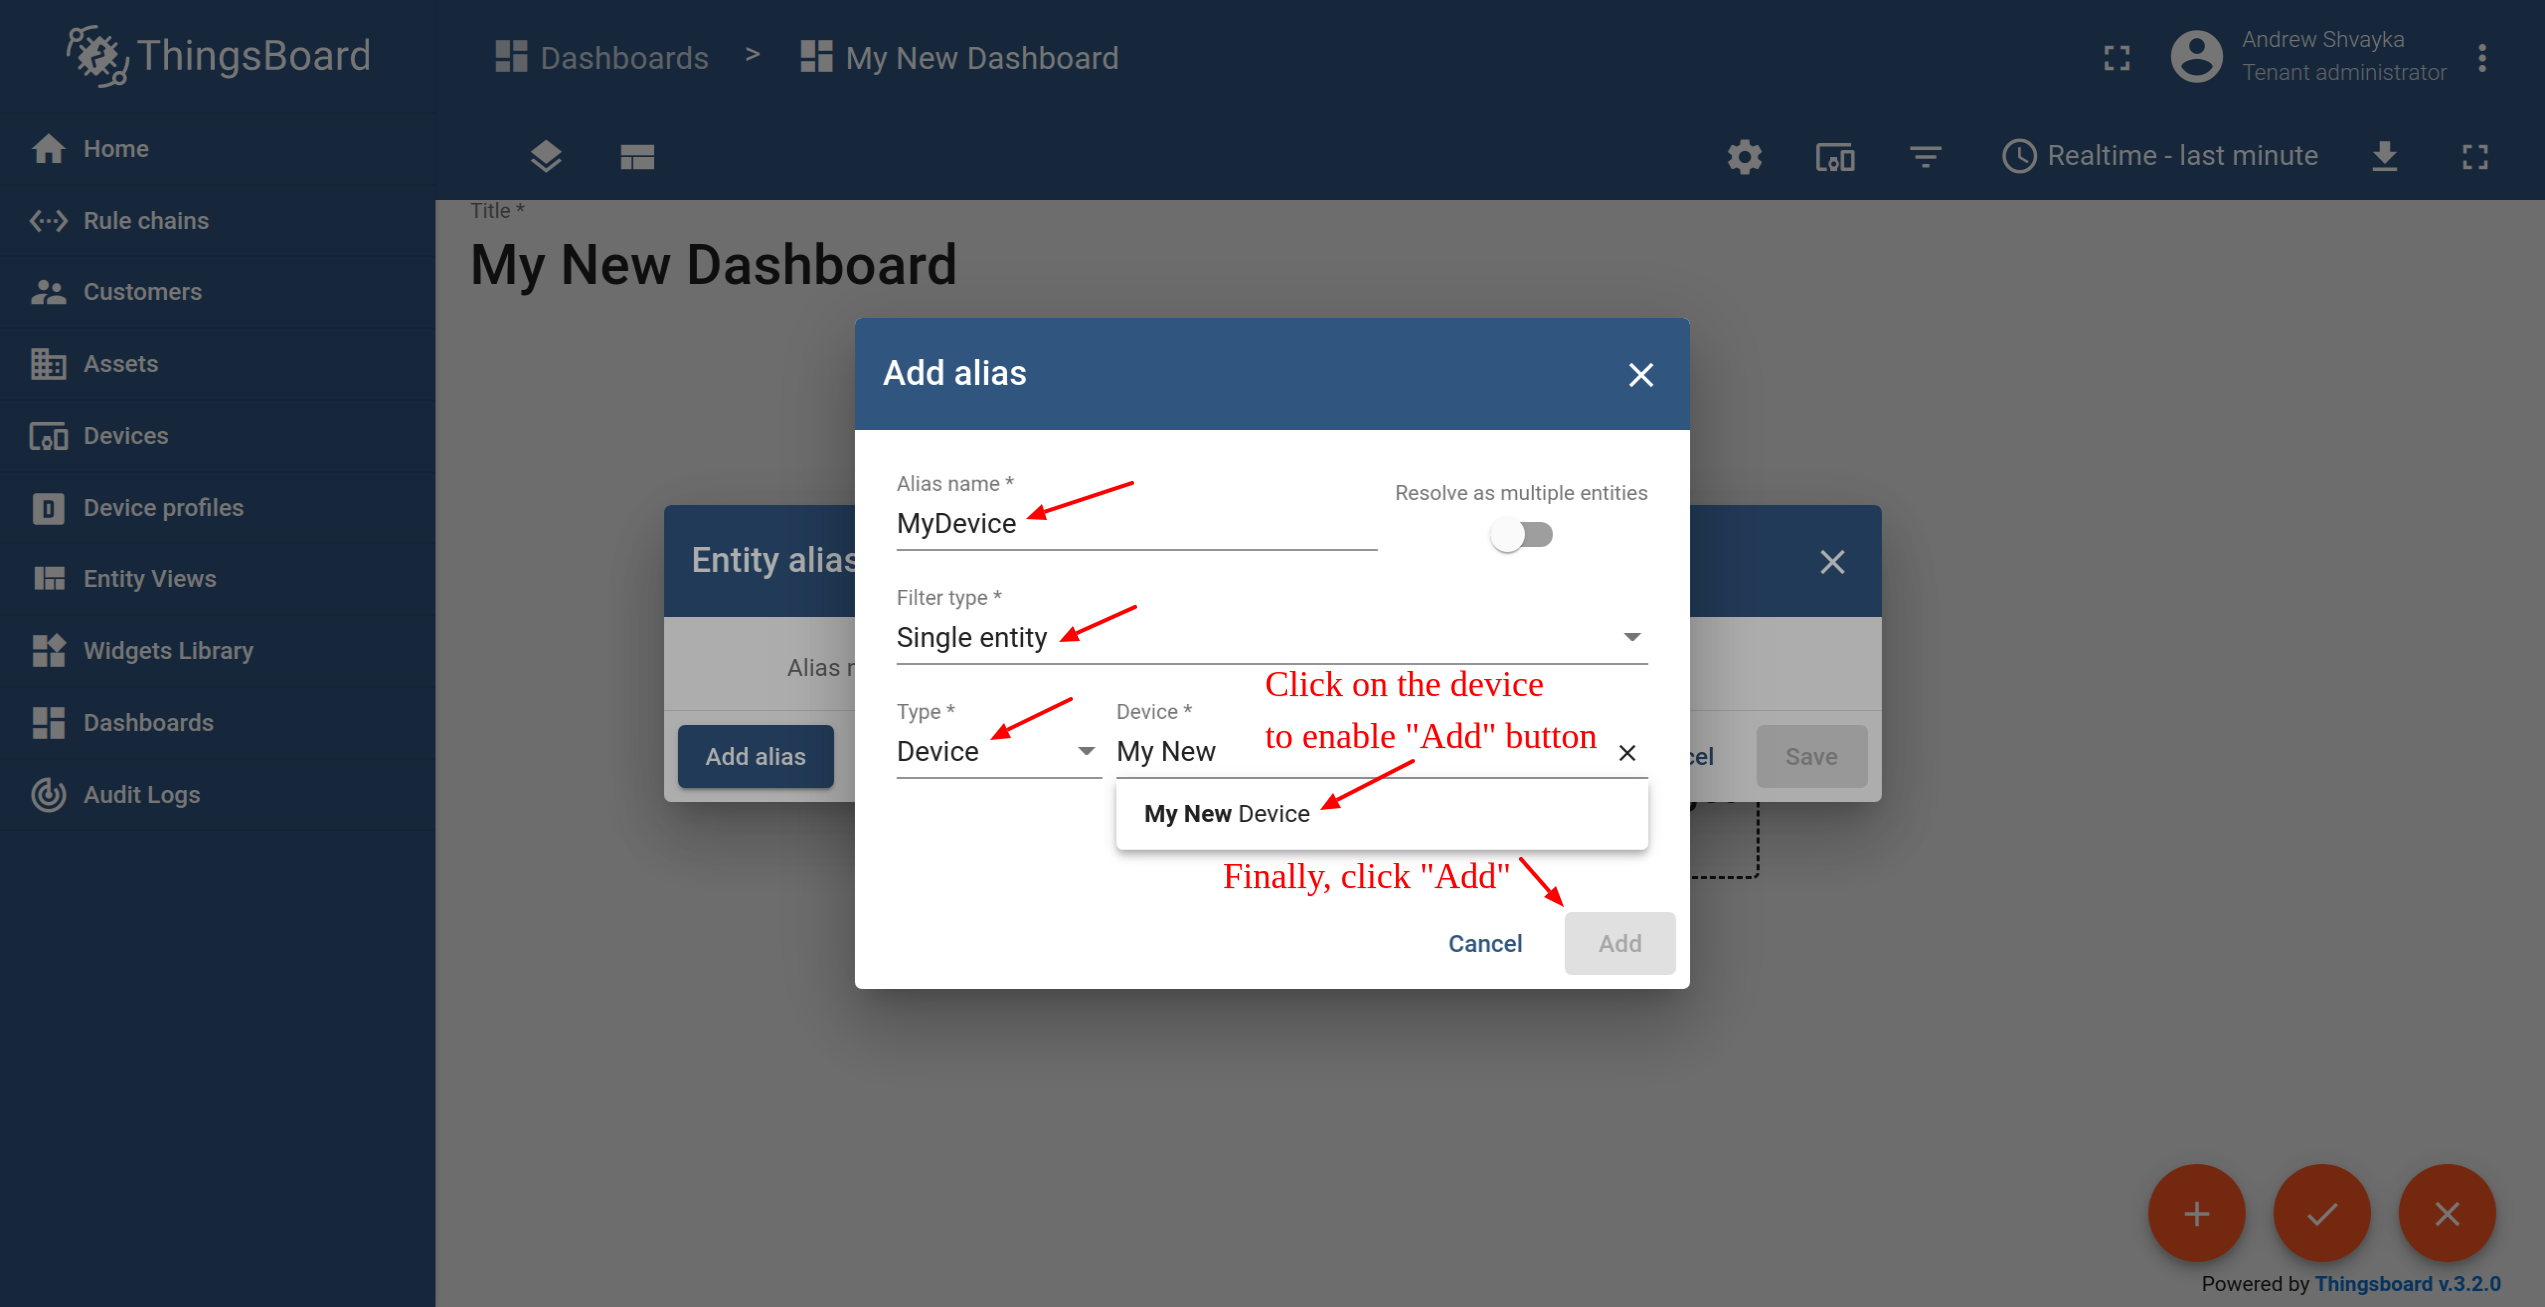 ThingsBoard
Dashboards > My New Dashboard
Andrew Shvayka
Tenant administrator
Realtime - last minute
Home
Rule chains
Customers
Assets
Devices
D Device profiles
Entity Views
Widgets Library
Dashboards
Audit Logs
Title *
My New Dashboard
Entity alias
Alias r
Add alias
cel
Save
Add alias
Alias name *
MyDevice
Resolve as multiple entities
Filter type *
Single entity
Click on the device
to enable "Add" button
Type *
Device
Device *
My New
My New Device
Finally, click "Add"
Cancel
Add
Powered by Thingsboard v.3.2.0